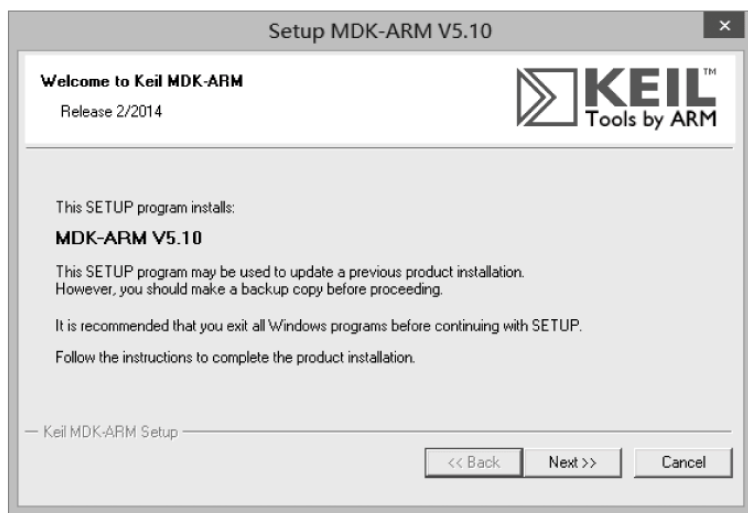 Setup MDK-ARM V5.10
×
Welcome to Keil MDK-ARM
Release 2/2014
KEIL™
Tools by ARM
This SETUP program installs:
MDK-ARM V5.10
This SETUP program may be used to update a previous product installation.
However, you should make a backup copy before proceeding.
It is recommended that you exit all Windows programs before continuing with SETUP.
Follow the instructions to complete the product installation.
Keil MDK-ARM Setup
<< Back
Next >>
Cancel